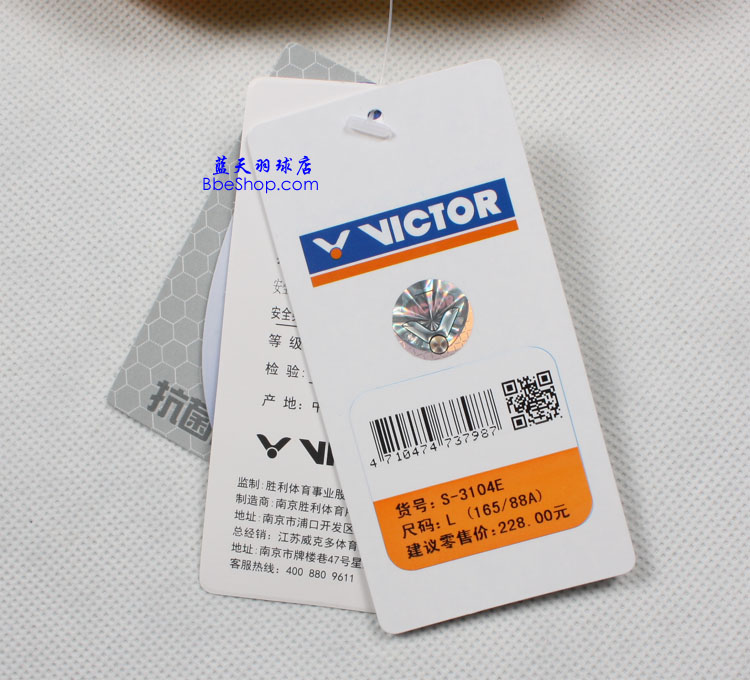 蓝天羽球店
BbeShop.com
VICTOR
4 710474 737987
货号: S-3104E
尺码: L (165/88A)
建议零售价: 228.00元
抗菌
安全
等 级
检 验:
产 地:
监制: 胜利体育事业股
制造商: 南京胜利体育
地址: 南京市浦口开发区
总经销: 江苏威克多体育
地址: 南京市牌楼巷47号
客服热线: 400 880 9611